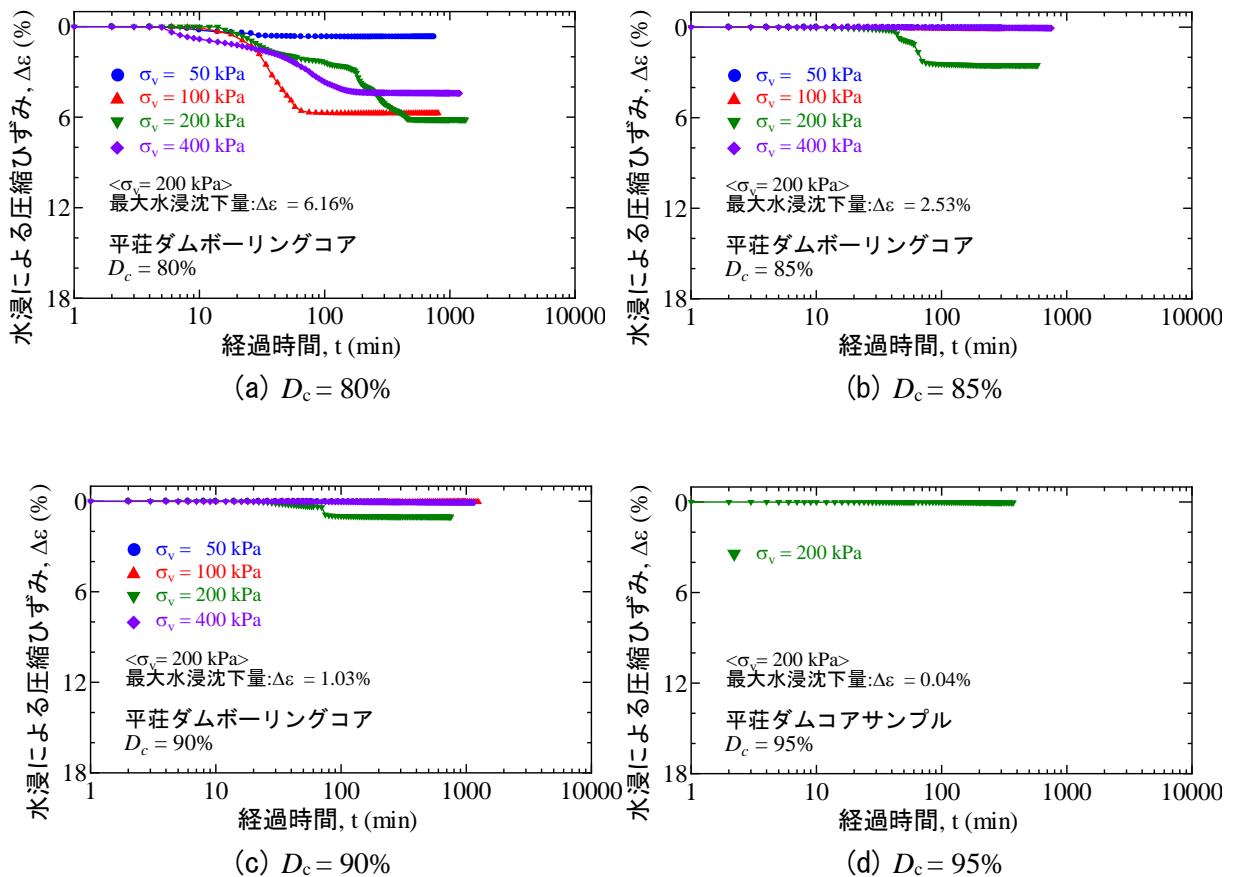 水浸による圧縮ひずみ, Δε (%)
0
6
12
18
σv = 50 kPa
σv = 100 kPa
σv = 200 kPa
σv = 400 kPa
<σv= 200 kPa>
最大水浸沈下量:Δε = 6.16%
平荘ダムボーリングコア
Dc = 80%
1 10 100 1000 10000
経過時間, t (min)
(a) Dc = 80%
水浸による圧縮ひずみ, Δε (%)
0
6
12
18
σv = 50 kPa
σv = 100 kPa
σv = 200 kPa
σv = 400 kPa
<σv= 200 kPa>
最大水浸沈下量:Δε = 2.53%
平荘ダムボーリングコア
Dc = 85%
1 10 100 1000 10000
経過時間, t (min)
(b) Dc = 85%
水浸による圧縮ひずみ, Δε (%)
0
6
12
18
σv = 50 kPa
σv = 100 kPa
σv = 200 kPa
σv = 400 kPa
<σv= 200 kPa>
最大水浸沈下量:Δε = 1.03%
平荘ダムボーリングコア
Dc = 90%
1 10 100 1000 10000
経過時間, t (min)
(c) Dc = 90%
水浸による圧縮ひずみ, Δε (%)
0
6
12
18
σv = 200 kPa
<σv= 200 kPa>
最大水浸沈下量:Δε = 0.04%
平荘ダムコアサンプル
Dc = 95%
1 10 100 1000 10000
経過時間, t (min)
(d) Dc = 95%